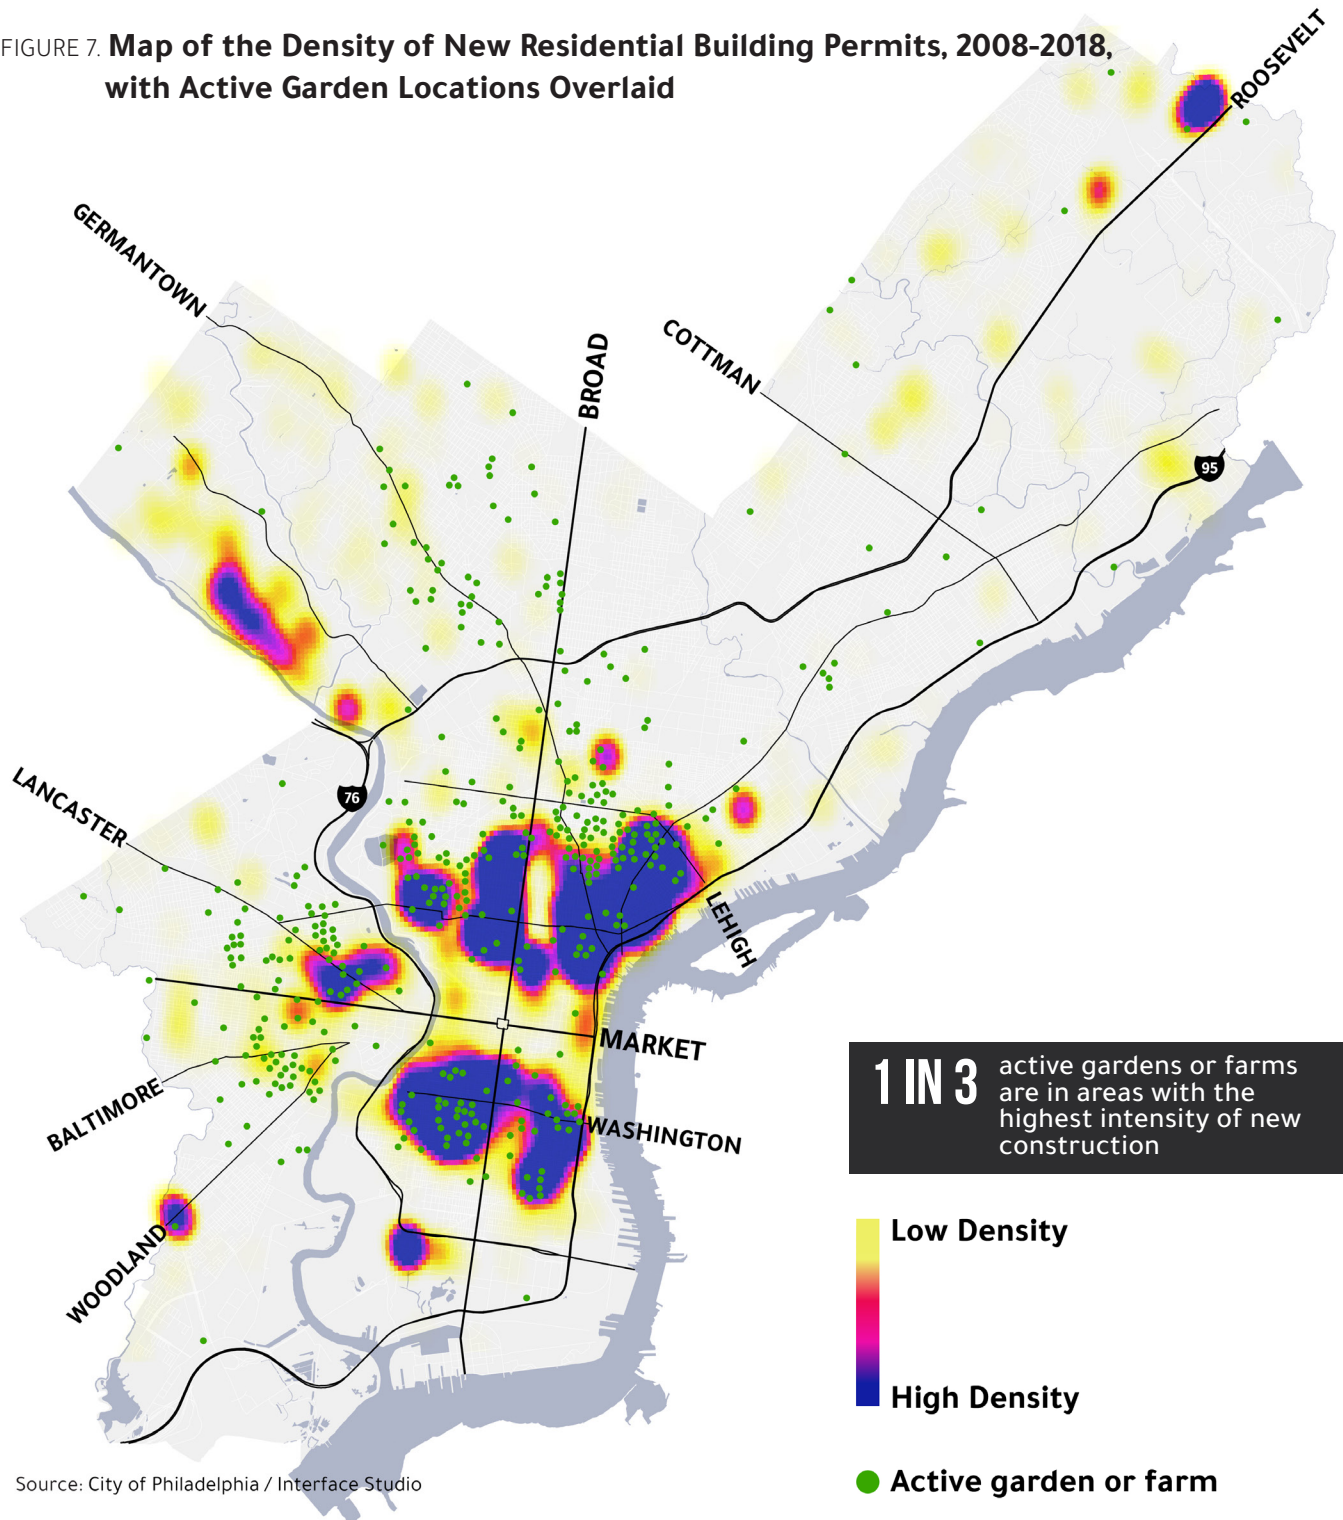 FIGURE 7. Map of the Density of New Residential Building Permits, 2008-2018,
with Active Garden Locations Overlaid
ROOSEVELT
GERMANTOWN
BROAD
COTTMAN
95
LANCASTER
76
LEHIGH
MARKET
BALTIMORE
WASHINGTON
WOODLAND
1 IN 3
active gardens or farms
are in areas with the
highest intensity of new
construction
Low Density
High Density
Active garden or farm
Source: City of Philadelphia / Interface Studio